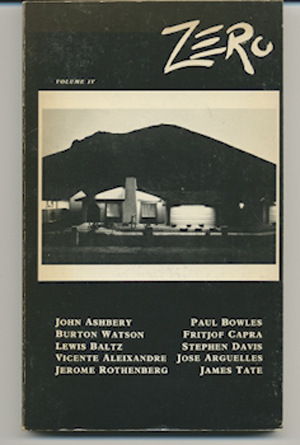 ZERO
VOLUME IV
JOHN ASHBERY PAUL BOWLES
BURTON WATSON FRITJOF CAPRA
LEWIS BALTZ STEPHEN DAVIS
VICENTE ALEIXANDRE JOSE ARGUELLES
JEROME ROTHENBERG JAMES TATE